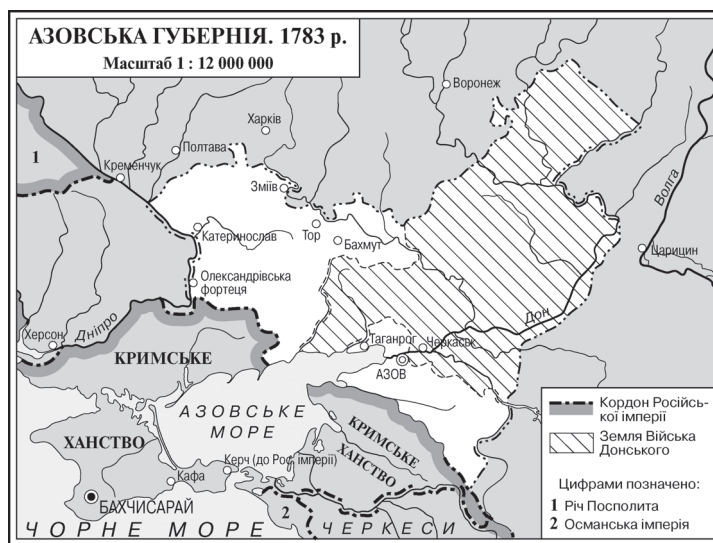 АЗОВСЬКА ГУБЕРНІЯ. 1783 р.
Масштаб 1 : 12 000 000
Воронеж
Харків
Полтава
1
Кременчук
Зміїв
Волга
Катеринослав
Тор
Бахмут
Царицин
Олександрівська
фортеця
Дон
Дніпро
Херсон
Таганрог
Черкаськ
АЗОВ
КРИМСЬКЕ
АЗОВСЬКЕ
МОРЕ
ХАНСТВО
КРИМСЬКЕ
ХАНСТВО
Керч (до Рос. імперії)
Кафа
БАХЧИСАРАЙ
2
ЧОРНЕ МОРЕ
ЧЕРКЕСИ
Кордон Російсь-
кої імперії
Земля Війська
Донського
Цифрами позначено:
1 Річ Посполита
2 Османська імперія